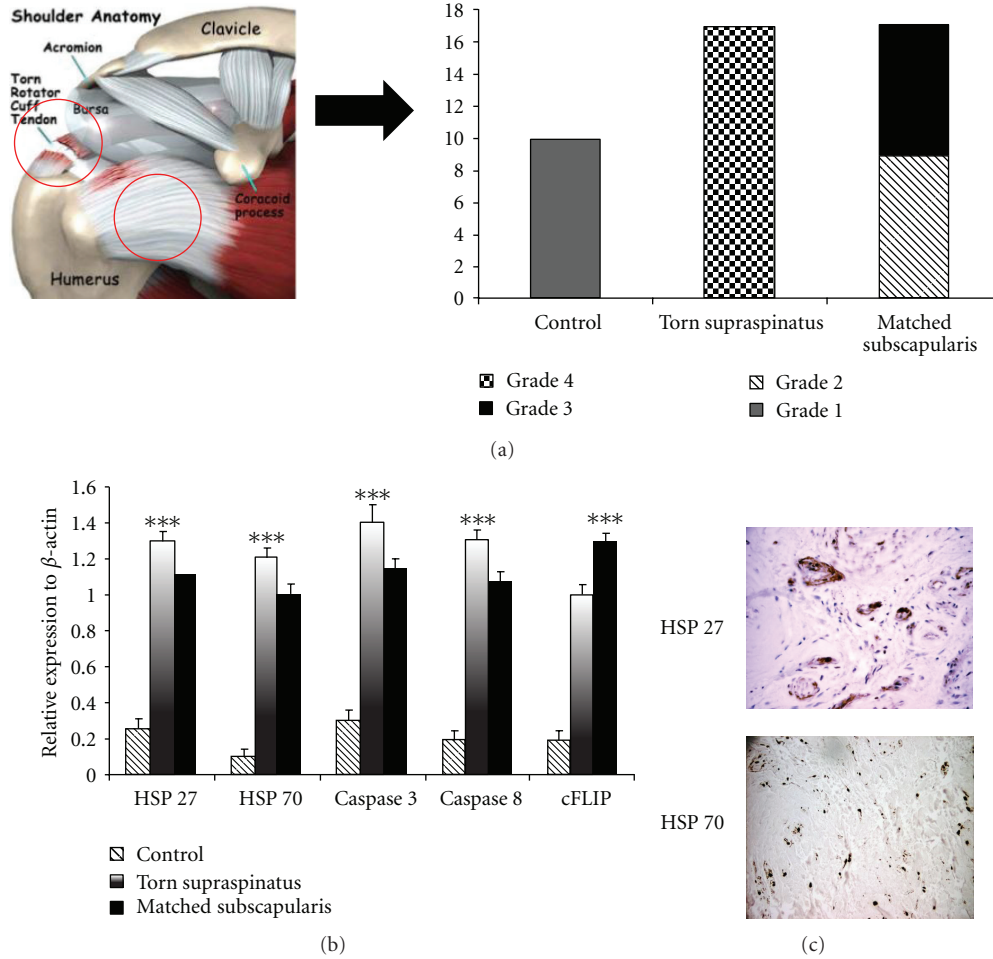 Shoulder Anatomy
Acromion
Clavicle
Torn
Rotator
Cuff
Tendon
Bursa
Coracoid
process
Humerus
18
16
14
12
10
8
6
4
2
0
Control
Torn supraspinatus
Matched
subscapularis
Grade 4
Grade 2
Grade 3
Grade 1
(a)
Relative expression to β-actin
1.6
1.4
1.2
1
0.8
0.6
0.4
0.2
0
***
***
***
***
***
HSP 27
HSP 70
Caspase 3
Caspase 8
cFLIP
Control
Torn supraspinatus
Matched subscapularis
(b)
HSP 27
HSP 70
(c)